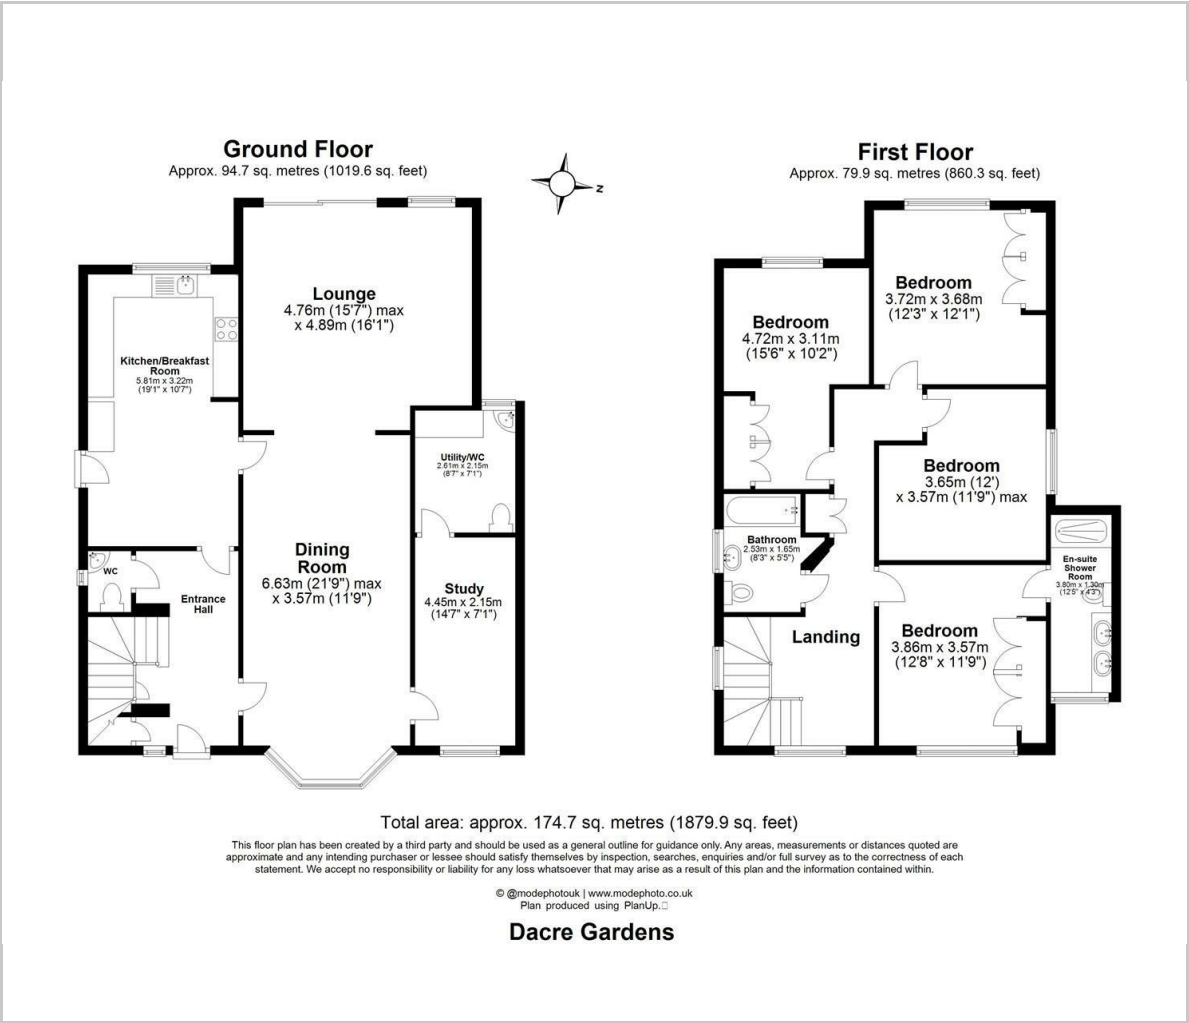 Ground Floor
Approx. 94.7 sq. metres (1019.6 sq. feet)
N
Lounge
4.76m (15'7") max
x 4.89m (16'1")
Kitchen/Breakfast
Room
5.81m x 3.22m
(19'1" x 10'7")
Utility/WC
2.61m x 2.15m
(8'7" x 7'1")
Dining
Room
6.63m (21'9") max
x 3.57m (11'9")
WC
Entrance
Hall
Study
4.45m x 2.15m
(14'7" x 7'1")
First Floor
Approx. 79.9 sq. metres (860.3 sq. feet)
Bedroom
3.72m x 3.68m
(12'3" x 12'1")
Bedroom
4.72m x 3.11m
(15'6" x 10'2")
Bedroom
3.65m (12')
x 3.57m (11'9") max
Bathroom
2.53m x 1.65m
(8'3" x 5'5")
En-suite
Shower
Room
3.80m x 1.30m
(12'5" x 4'3")
Landing
Bedroom
3.86m x 3.57m
(12'8" x 11'9")
Total area: approx. 174.7 sq. metres (1879.9 sq. feet)
This floor plan has been created by a third party and should be used as a general outline for guidance only. Any areas, measurements or distances quoted are
approximate and any intending purchaser or lessee should satisfy themselves by inspection, searches, enquiries and/or full survey as to the correctness of each
statement. We accept no responsibility or liability for any loss whatsoever that may arise as a result of this plan and the information contained within.
© @modephotouk | www.modephoto.co.uk
Plan produced using PlanUp.
Dacre Gardens